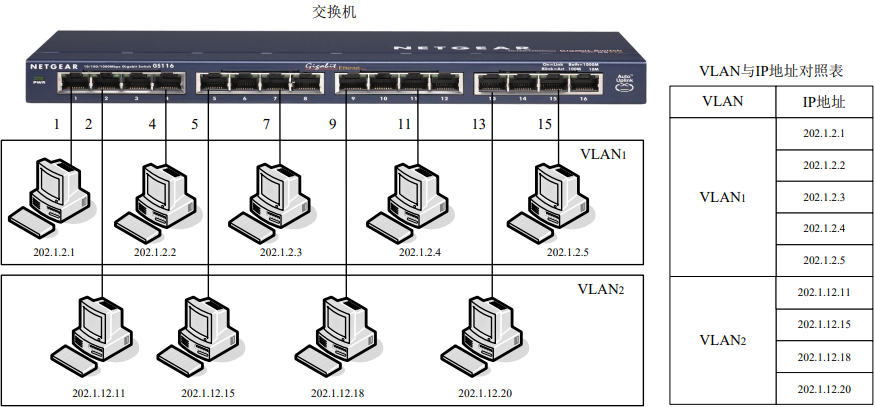 交换机
NETGEAR
NETGEAR 10/100/1000Mbps Gigabit Switch GS116
Gigabit
PWR
Auto Uplink
1 2 3 4 5 6 7 8 9 10 11 12 13 14 15 16
1 2 4 5 7 9 11 13 15
VLAN1
202.1.2.1 202.1.2.2 202.1.2.3 202.1.2.4 202.1.2.5
VLAN2
202.1.12.11 202.1.12.15 202.1.12.18 202.1.12.20
VLAN与IP地址对照表
VLAN IP地址
VLAN1
202.1.2.1
202.1.2.2
202.1.2.3
202.1.2.4
202.1.2.5
VLAN2
202.1.12.11
202.1.12.15
202.1.12.18
202.1.12.20